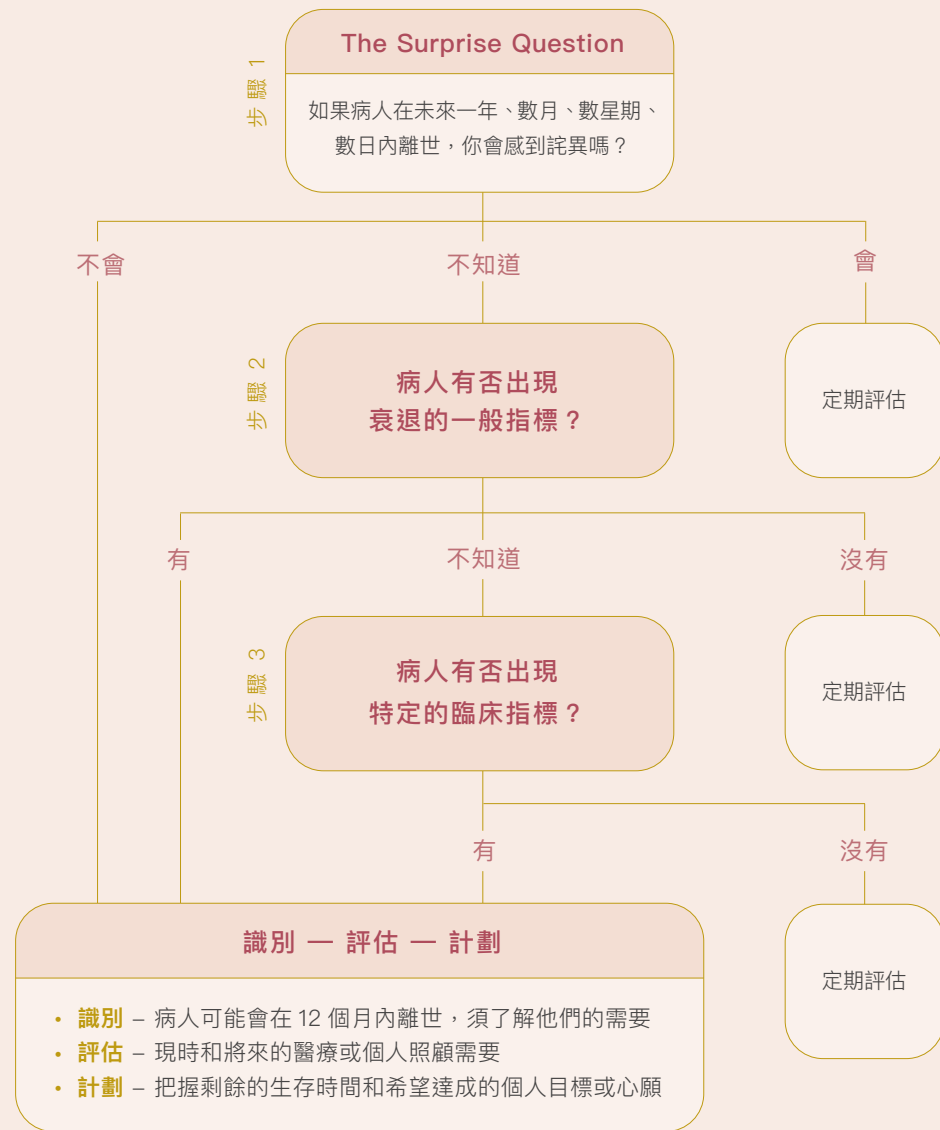 步驟 1
The Surprise Question
如果病人在未來一年、數月、數星期、
數日內離世，你會感到詫異嗎？
不會
不知道
會
步驟 2
病人有否出現
衰退的一般指標？
定期評估
有
不知道
沒有
步驟 3
病人有否出現
特定的臨床指標？
定期評估
有
沒有
識別 — 評估 — 計劃
• 識別 – 病人可能會在 12 個月內離世，須了解他們的需要
• 評估 – 現時和將來的醫療或個人照顧需要
• 計劃 – 把握剩餘的生存時間和希望達成的個人目標或心願
定期評估